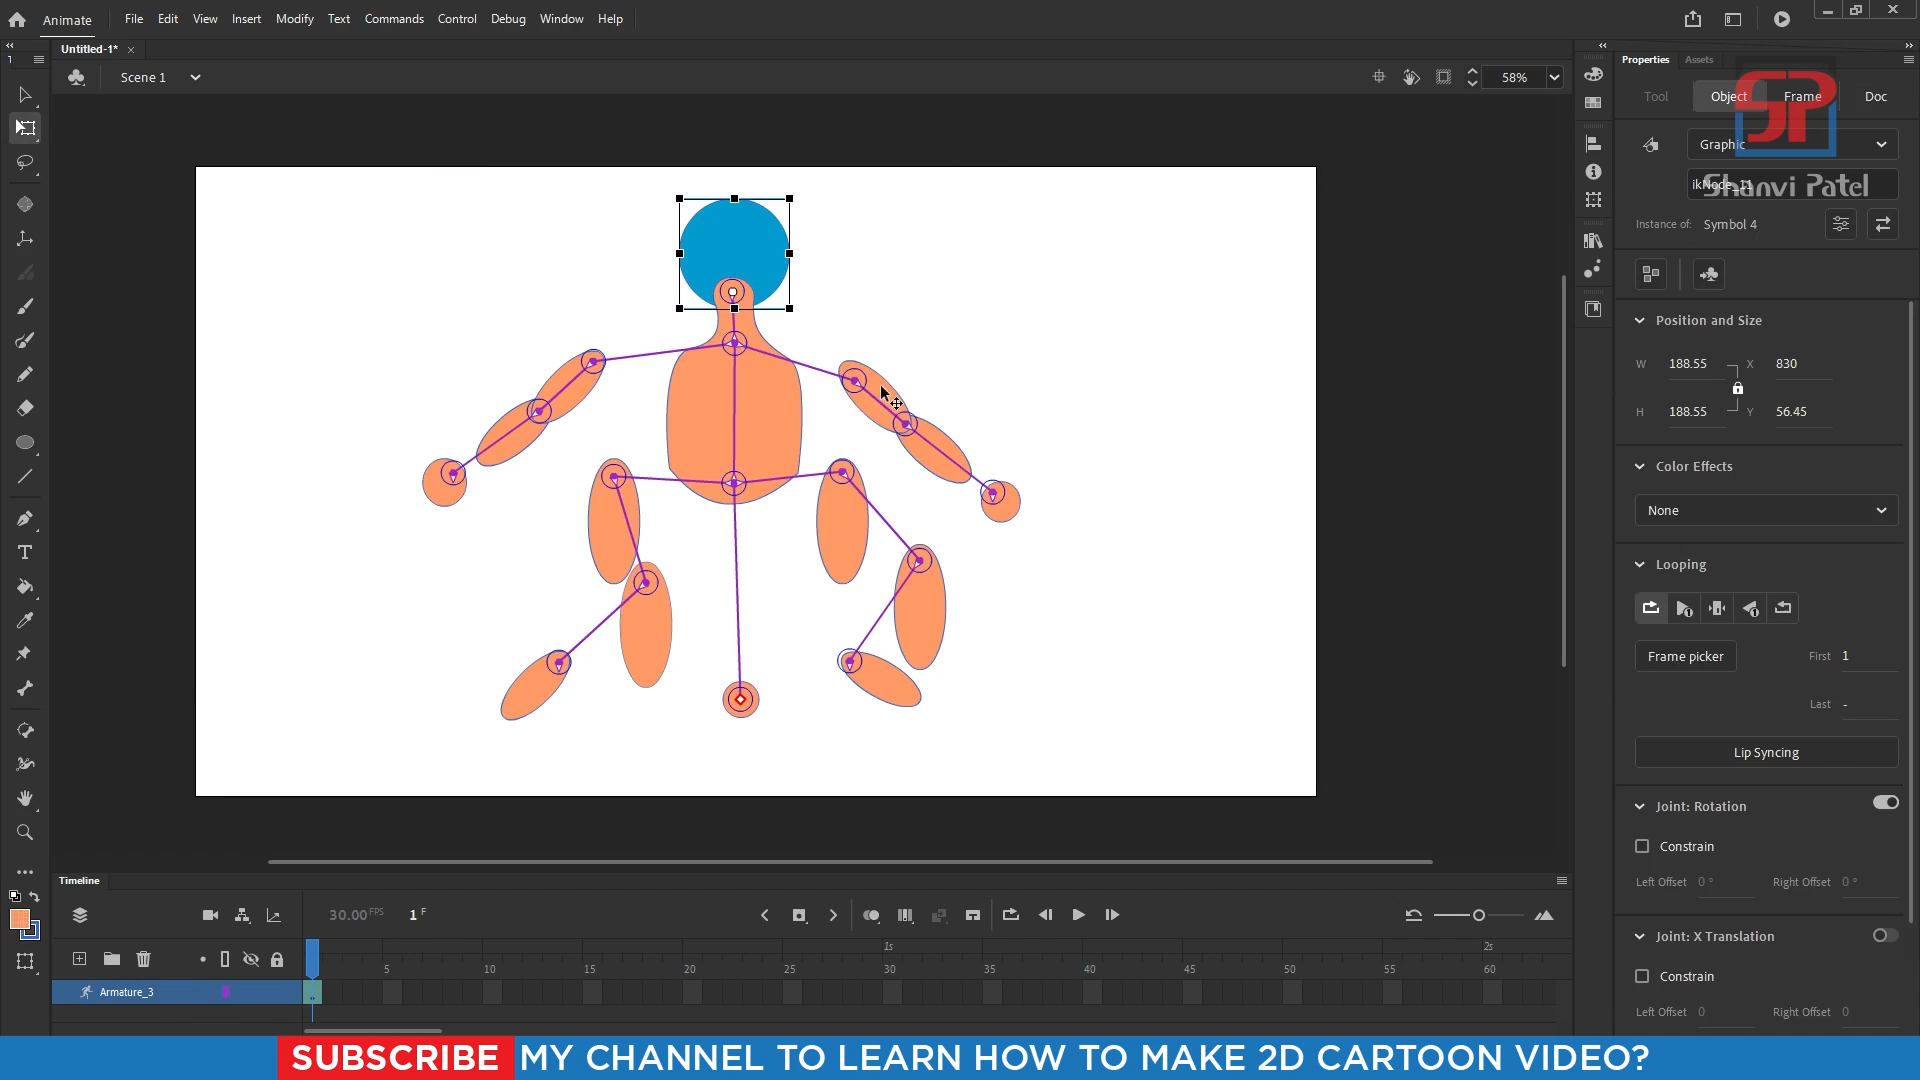 Animate File Edit View Insert Modify Text Commands Control Debug Window Help
Untitled-1* ×
Properties Assets
Scene 1 58%
Tool Object Frame Doc
Graphic
ikNode_11
Shanvi Patel
Instance of: Symbol 4
Position and Size
W 188.55 X 830
H 188.55 Y 56.45
Color Effects
None
Looping
Frame picker First 1
Last -
Lip Syncing
Joint: Rotation
Constrain
Left Offset 0 ° Right Offset 0 °
Joint: X Translation
Constrain
Left Offset 0 Right Offset 0
Timeline
30.00 FPS 1 F
1s 2s
5 10 15 20 25 30 35 40 45 50 55 60
Armature_3
SUBSCRIBE MY CHANNEL TO LEARN HOW TO MAKE 2D CARTOON VIDEO?